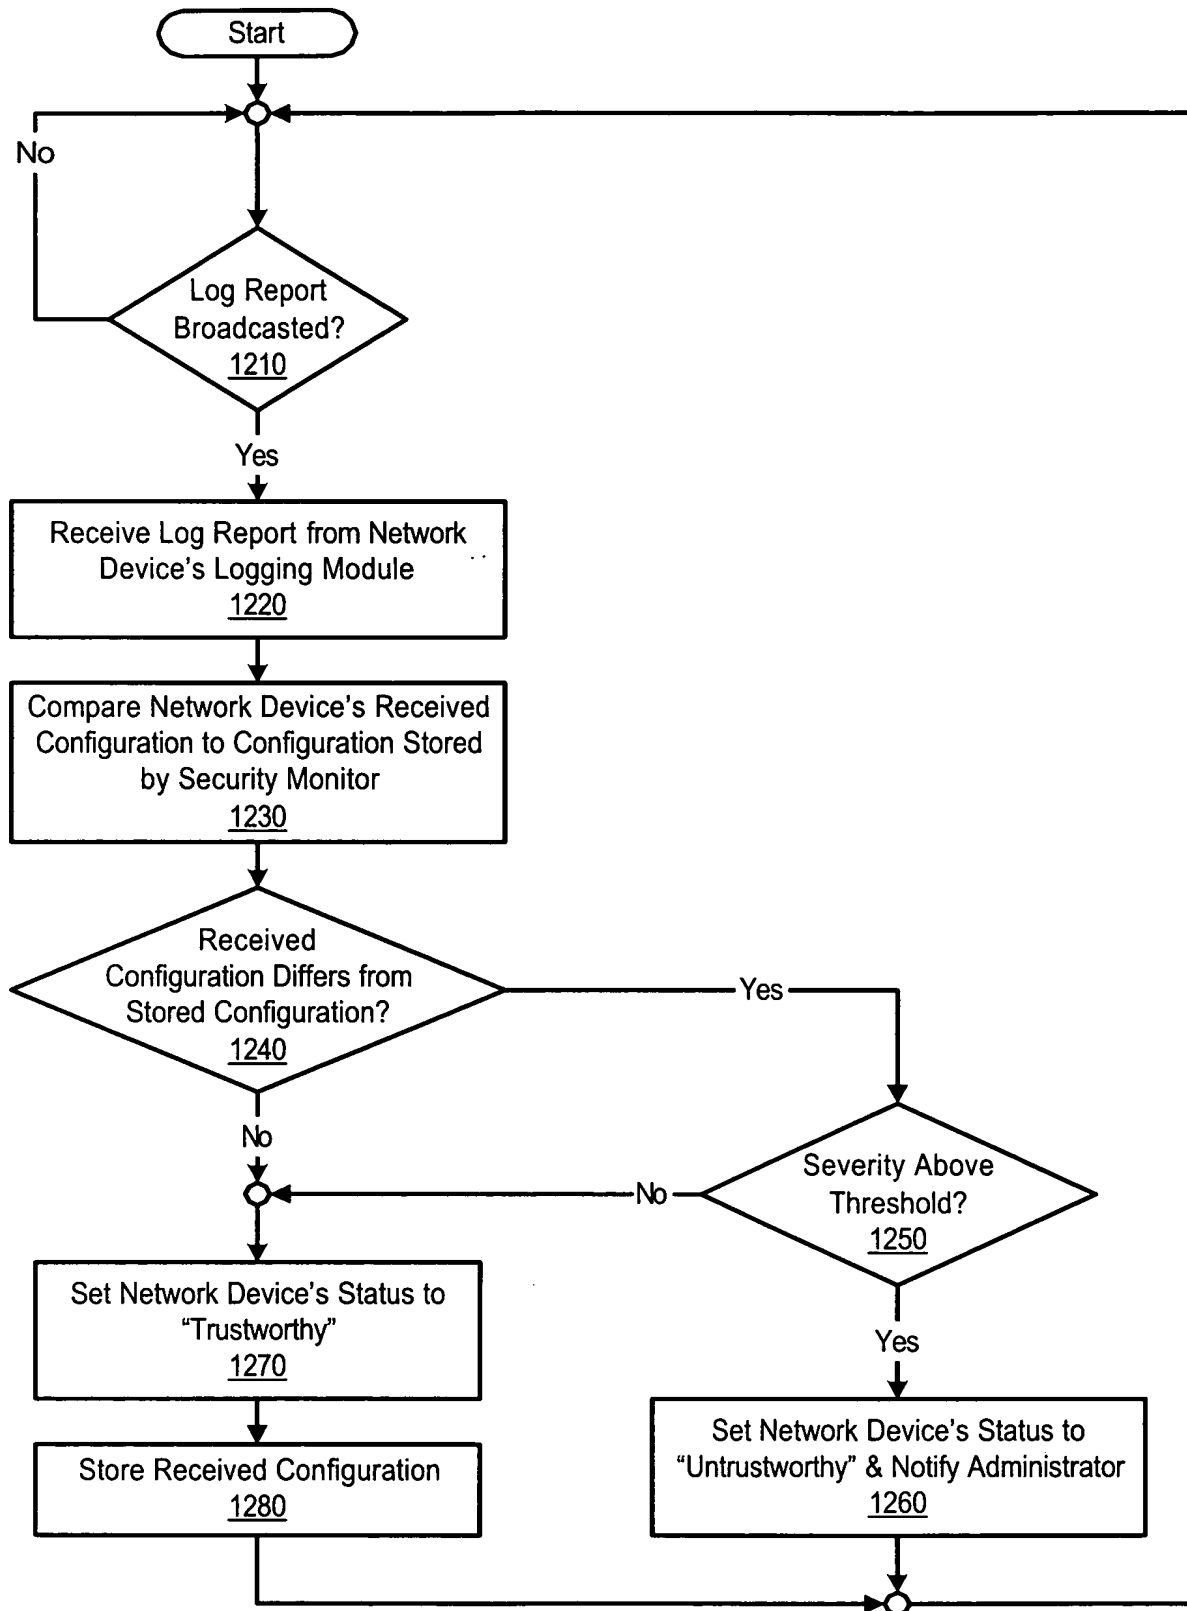 Start
No
Log Report
Broadcasted?
1210
Yes
Receive Log Report from Network
Device's Logging Module
1220
Compare Network Device's Received
Configuration to Configuration Stored
by Security Monitor
1230
Received
Configuration Differs from
Stored Configuration?
1240
Yes
No
Severity Above
Threshold?
1250
No
Set Network Device's Status to
“Trustworthy”
1270
Yes
Set Network Device's Status to
“Untrustworthy” & Notify Administrator
1260
Store Received Configuration
1280